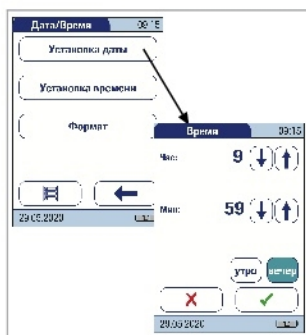 Дата/Время 09:15
Установка даты
Установка времени
Формат
29.05.2020
Время 09:15
Час: 9
Мин: 59
утро вечер
29.05.2020